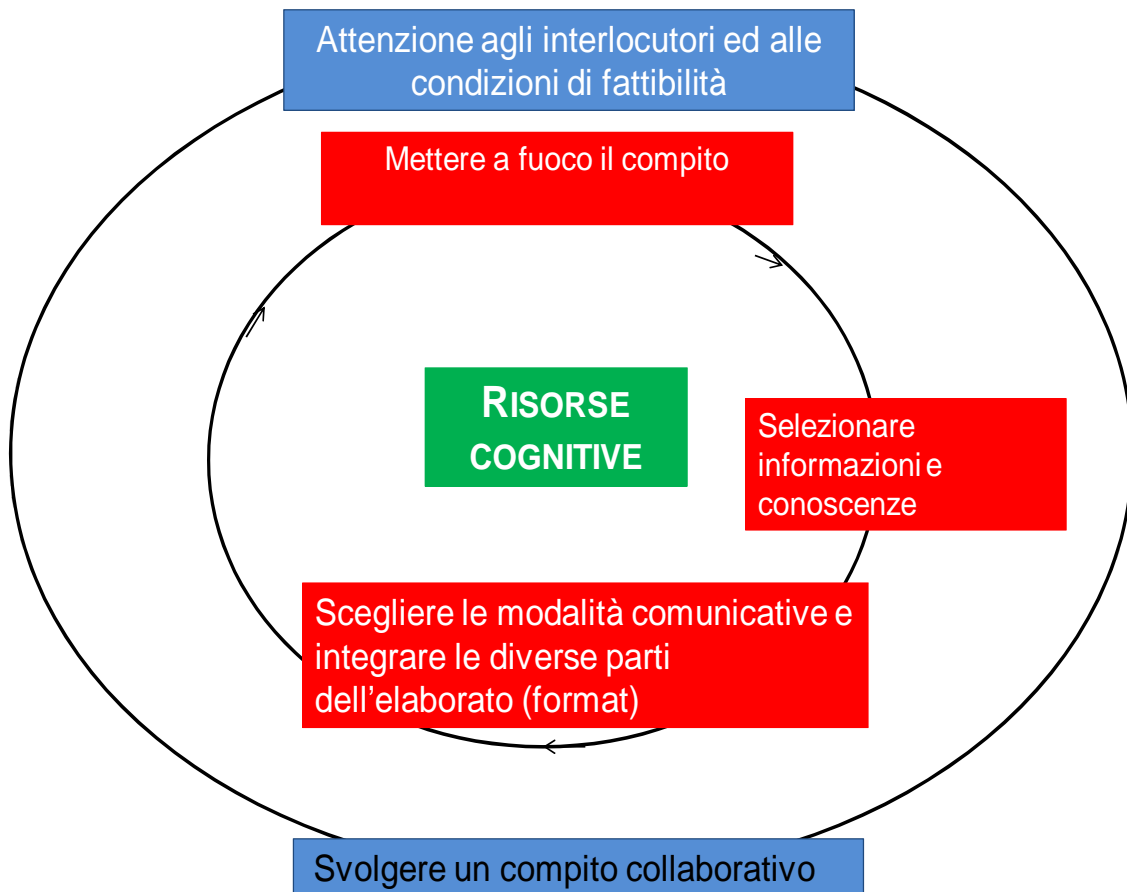 Attenzione agli interlocutori ed alle
condizioni di fattibilità
Mettere a fuoco il compito
RISORSE
COGNITIVE
Selezionare
informazioni e
conoscenze
Scegliere le modalità comunicative e
integrare le diverse parti
dell’elaborato (format)
Svolgere un compito collaborativo